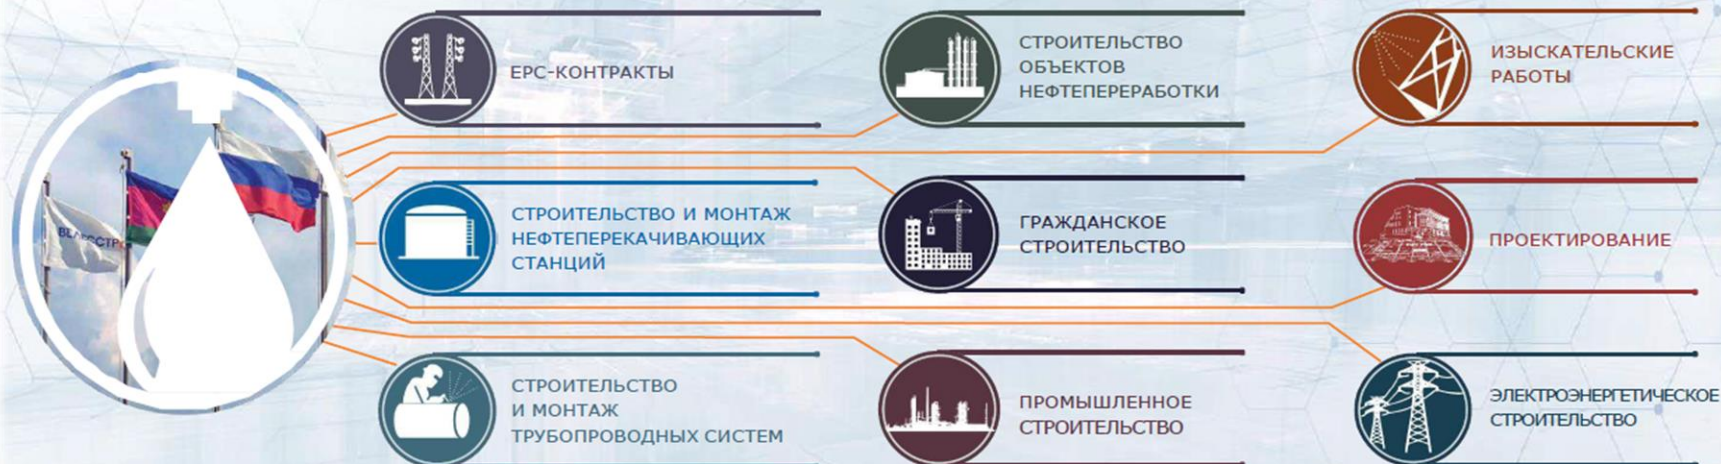 ВЕЛЕССТРО
EPC-КОНТРАКТЫ
СТРОИТЕЛЬСТВО И МОНТАЖ
НЕФТЕПЕРЕКАЧИВАЮЩИХ
СТАНЦИЙ
СТРОИТЕЛЬСТВО
И МОНТАЖ
ТРУБОПРОВОДНЫХ СИСТЕМ
СТРОИТЕЛЬСТВО
ОБЪЕКТОВ
НЕФТЕПЕРЕРАБОТКИ
ГРАЖДАНСКОЕ
СТРОИТЕЛЬСТВО
ПРОМЫШЛЕННОЕ
СТРОИТЕЛЬСТВО
ИЗЫСКАТЕЛЬСКИЕ
РАБОТЫ
ПРОЕКТИРОВАНИЕ
ЭЛЕКТРОЭНЕРГЕТИЧЕСКОЕ
СТРОИТЕЛЬСТВО